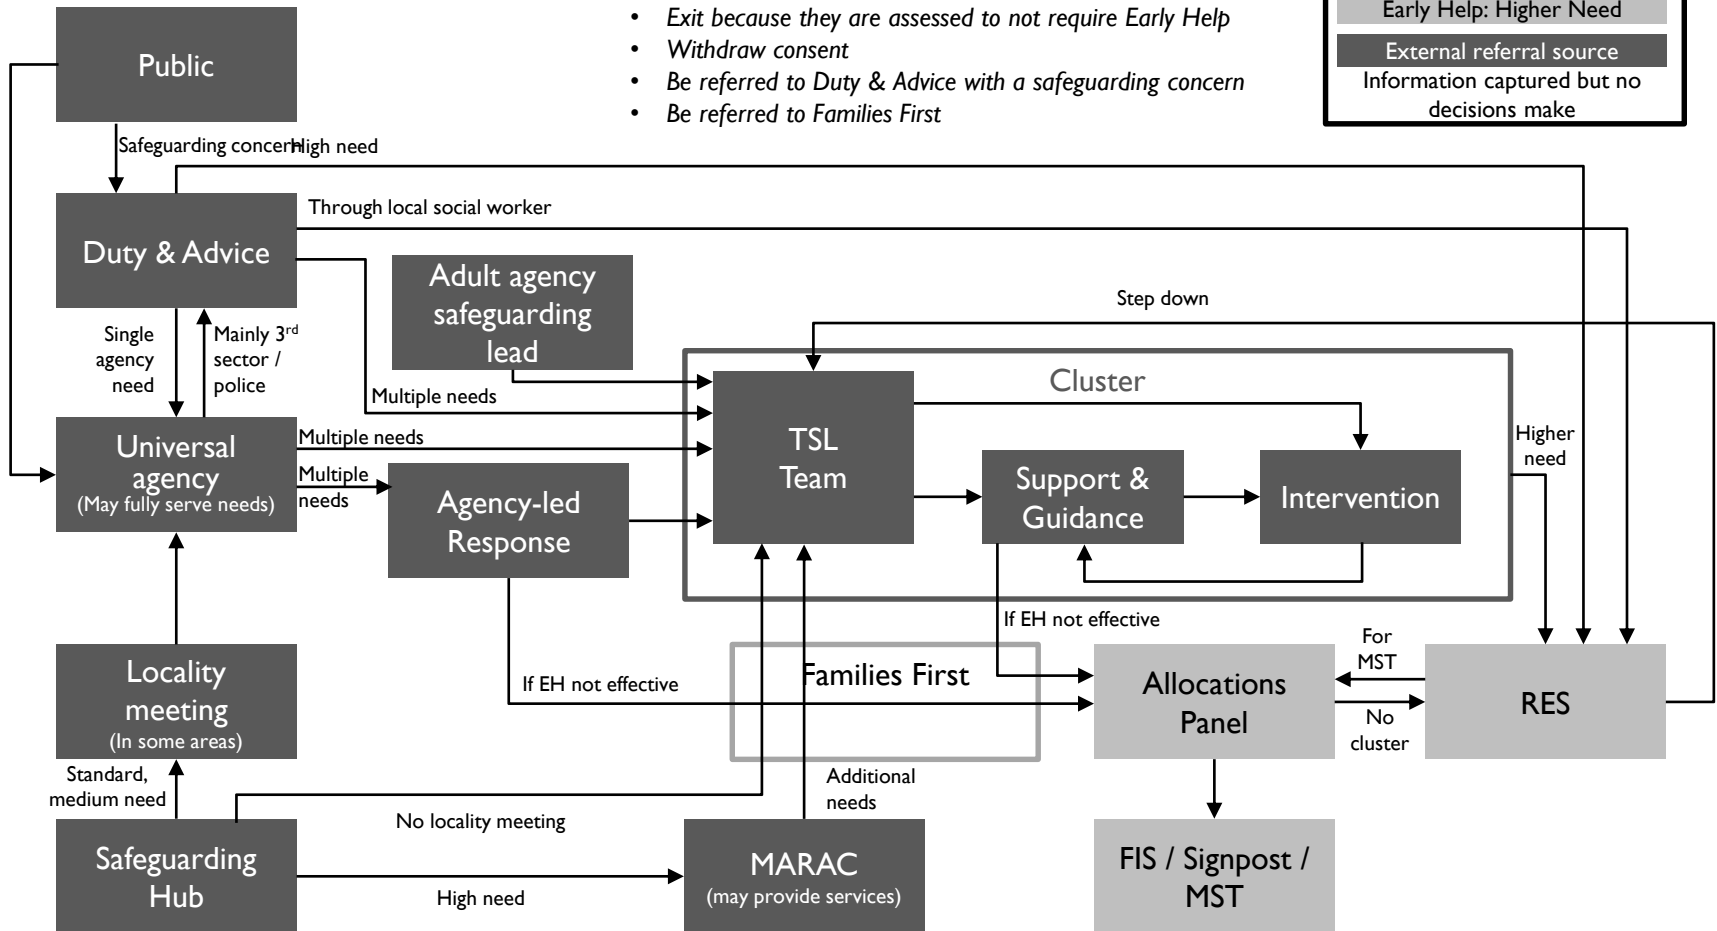 • Exit because they are assessed to not require Early Help
• Withdraw consent
• Be referred to Duty & Advice with a safeguarding concern
• Be referred to Families First
Early Help: Higher Need
External referral source
Information captured but no
decisions make
Public
Safeguarding concern
High need
Through local social worker
Duty & Advice
Adult agency
safeguarding
lead
Step down
Single
agency
need
Mainly 3rd
sector /
police
Multiple needs
Cluster
Universal
agency
(May fully serve needs)
Multiple needs
Multiple
needs
Agency-led
Response
TSL
Team
Support &
Guidance
Intervention
Higher
need
If EH not effective
For
MST
Locality
meeting
(In some areas)
If EH not effective
Families First
Allocations
Panel
No
cluster
RES
Standard,
medium need
Additional
needs
No locality meeting
Safeguarding
Hub
High need
MARAC
(may provide services)
FIS / Signpost /
MST